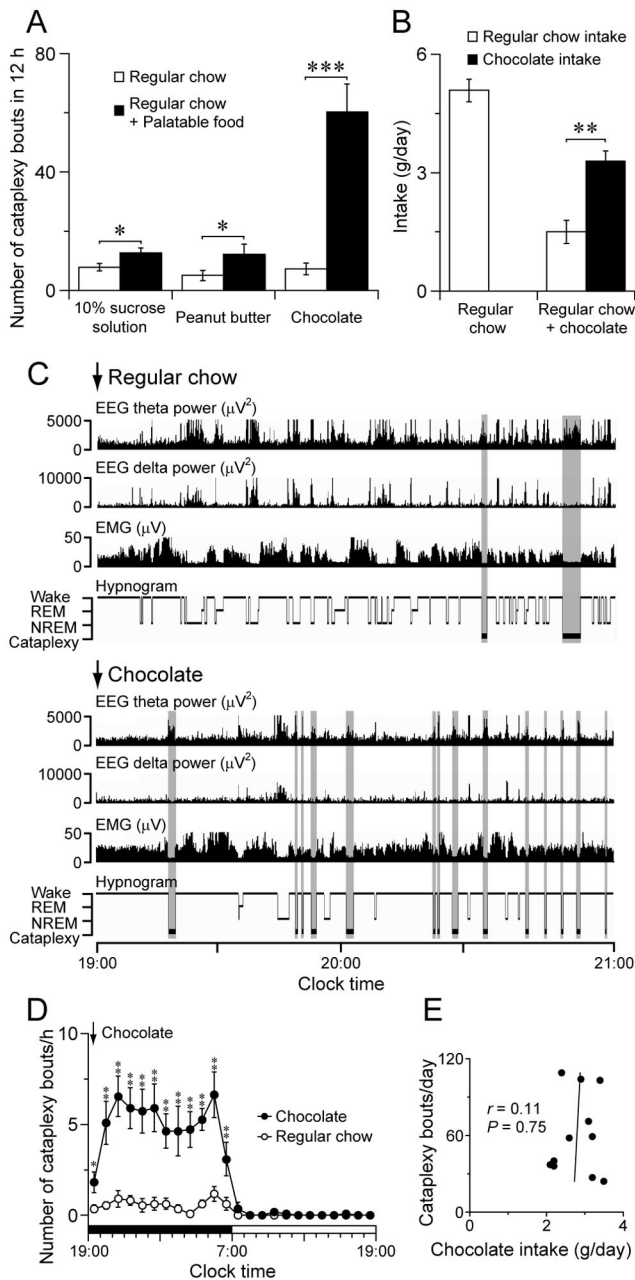 A
Number of cataplexy bouts in 12 h
80
40
0
Regular chow
Regular chow
+ Palatable food
*
*
***
10% sucrose
solution
Peanut butter
Chocolate
B
Intake (g/day)
6
3
0
Regular chow intake
Chocolate intake
**
Regular
chow
Regular chow
+ chocolate
C
Regular chow
EEG theta power (μV²)
5000
0
EEG delta power (μV²)
10000
0
EMG (μV)
50
0
Hypnogram
Wake
REM
NREM
Cataplexy
Chocolate
EEG theta power (μV²)
5000
0
EEG delta power (μV²)
10000
0
EMG (μV)
50
0
Hypnogram
Wake
REM
NREM
Cataplexy
19:00 20:00 21:00
Clock time
D
Chocolate
Number of cataplexy bouts/h
10
5
0
* ** ** ** ** ** ** ** ** ** ** **
Chocolate
Regular chow
19:00 7:00 19:00
Clock time
E
Cataplexy bouts/day
120
60
0
r = 0.11
P = 0.75
0 2 4
Chocolate intake (g/day)